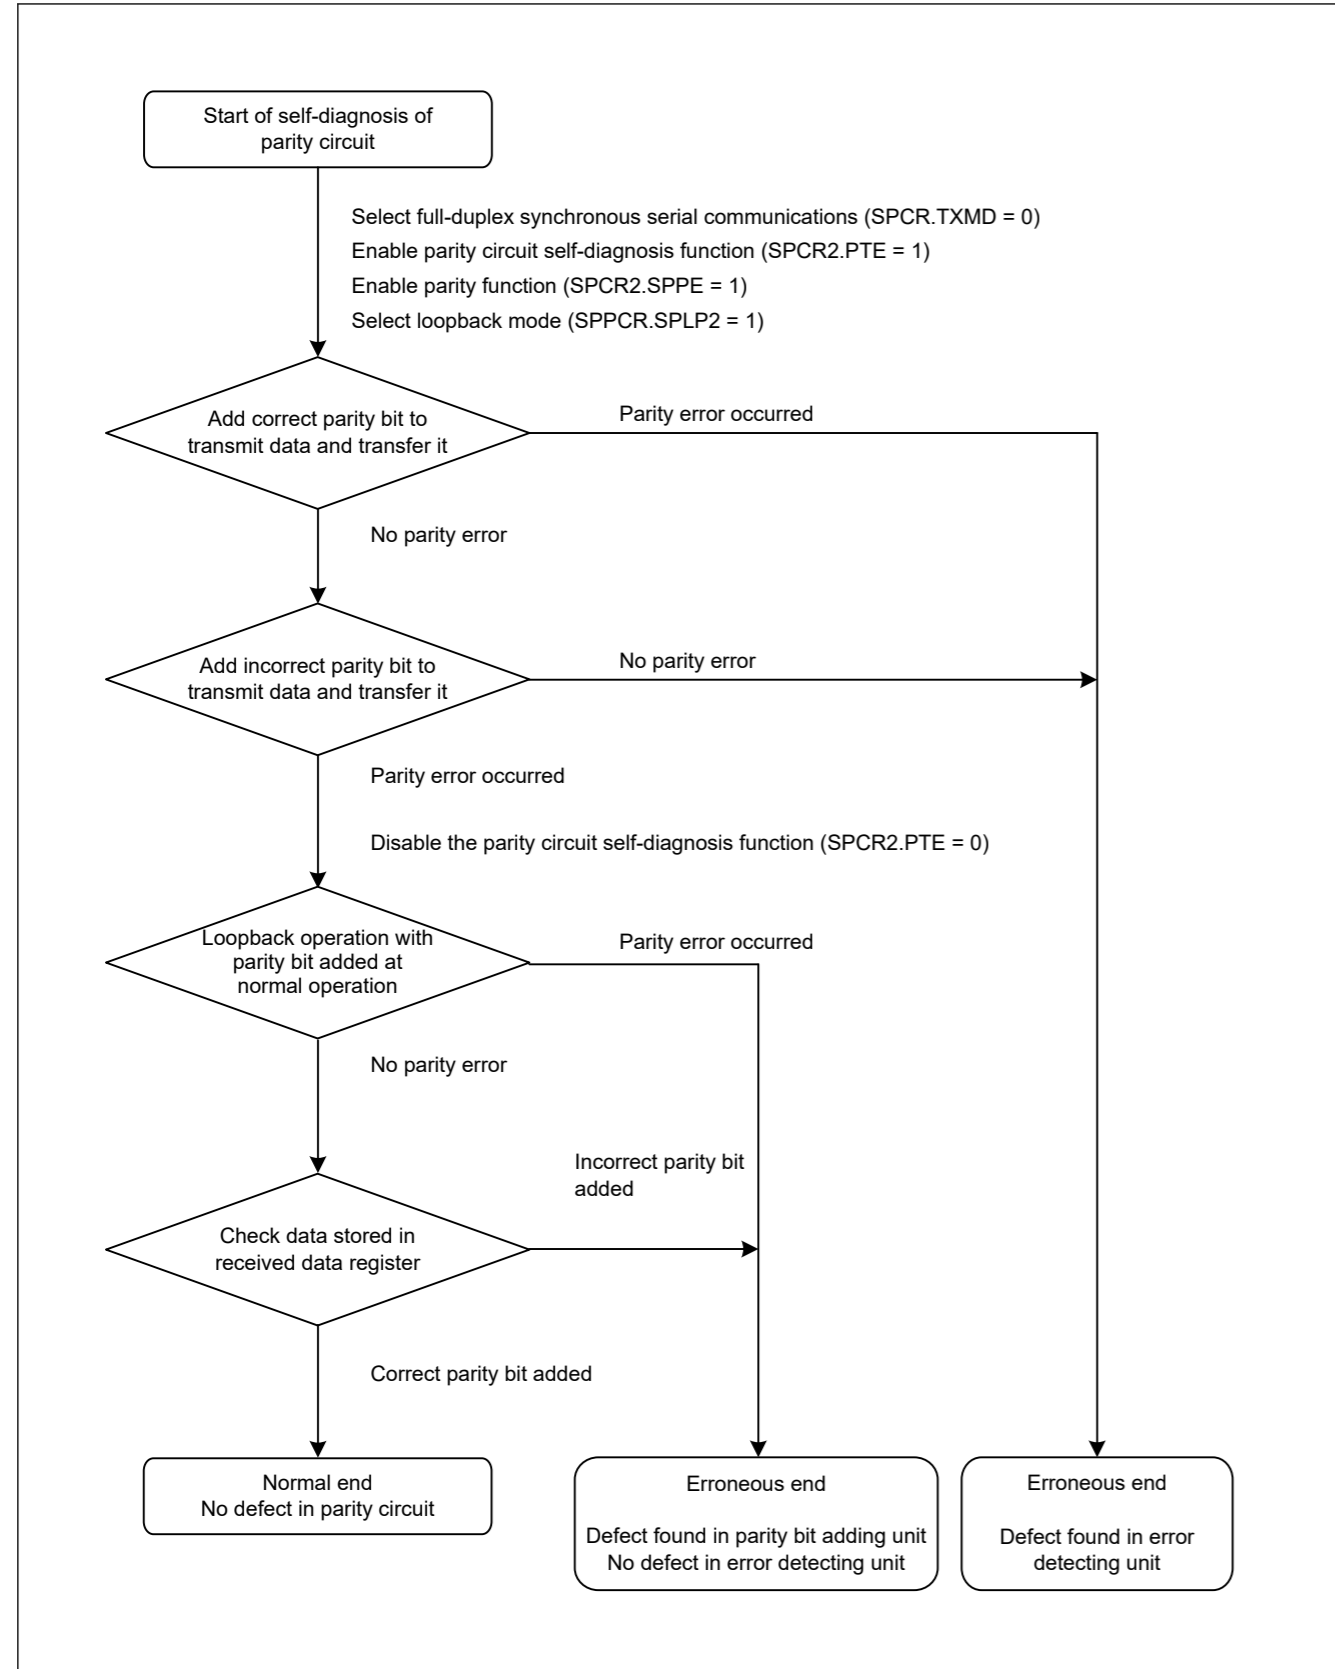 Start of self-diagnosis of
parity circuit
Select full-duplex synchronous serial communications (SPCR.TXMD = 0)
Enable parity circuit self-diagnosis function (SPCR2.PTE = 1)
Enable parity function (SPCR2.SPPE = 1)
Select loopback mode (SPPCR.SPLP2 = 1)
Add correct parity bit to
transmit data and transfer it
Parity error occurred
No parity error
Add incorrect parity bit to
transmit data and transfer it
No parity error
Parity error occurred
Disable the parity circuit self-diagnosis function (SPCR2.PTE = 0)
Loopback operation with
parity bit added at
normal operation
Parity error occurred
No parity error
Incorrect parity bit
added
Check data stored in
received data register
Correct parity bit added
Normal end
No defect in parity circuit
Erroneous end
Defect found in parity bit adding unit
No defect in error detecting unit
Erroneous end
Defect found in error
detecting unit